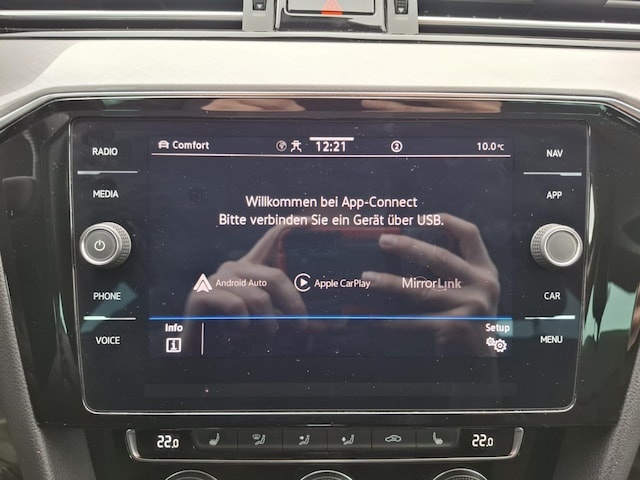 RADIO
MEDIA
PHONE
VOICE
Comfort 12:21 2 10.0°C
Willkommen bei App-Connect
Bitte verbinden Sie ein Gerät über USB.
Android Auto Apple CarPlay MirrorLink
Info Setup
NAV
APP
CAR
MENU
22.0 22.0